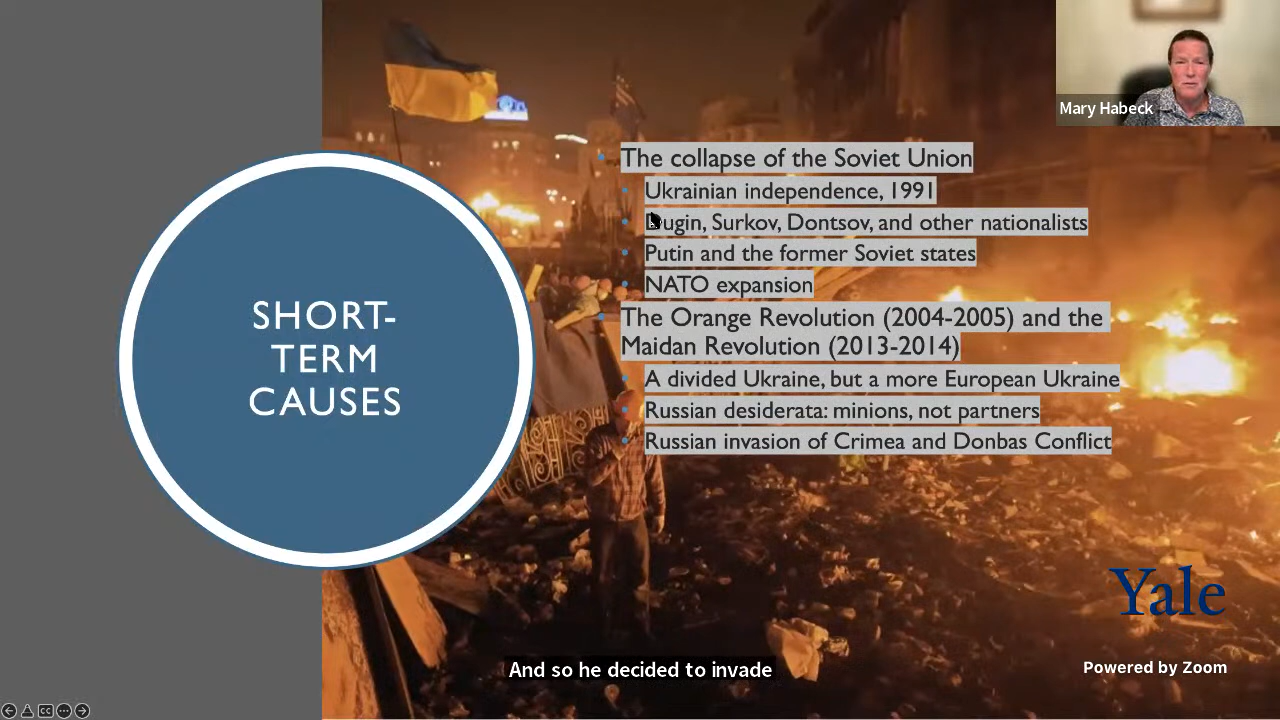 Mary Habeck
The collapse of the Soviet Union
Ukrainian independence, 1991
Dugin, Surkov, Dontsov, and other nationalists
Putin and the former Soviet states
NATO expansion
The Orange Revolution (2004-2005) and the
Maidan Revolution (2013-2014)
A divided Ukraine, but a more European Ukraine
Russian desiderata: minions, not partners
Russian invasion of Crimea and Donbas Conflict
SHORT-
TERM
CAUSES
Yale
And so he decided to invade
Powered by Zoom